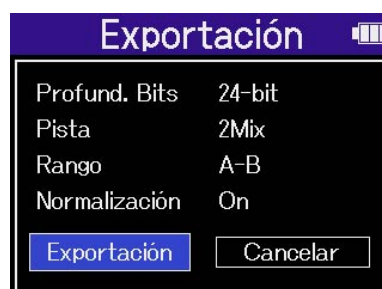 Exportación
Profund. Bits 24-bit
Pista 2Mix
Rango A-B
Normalización On
Exportación Cancelar